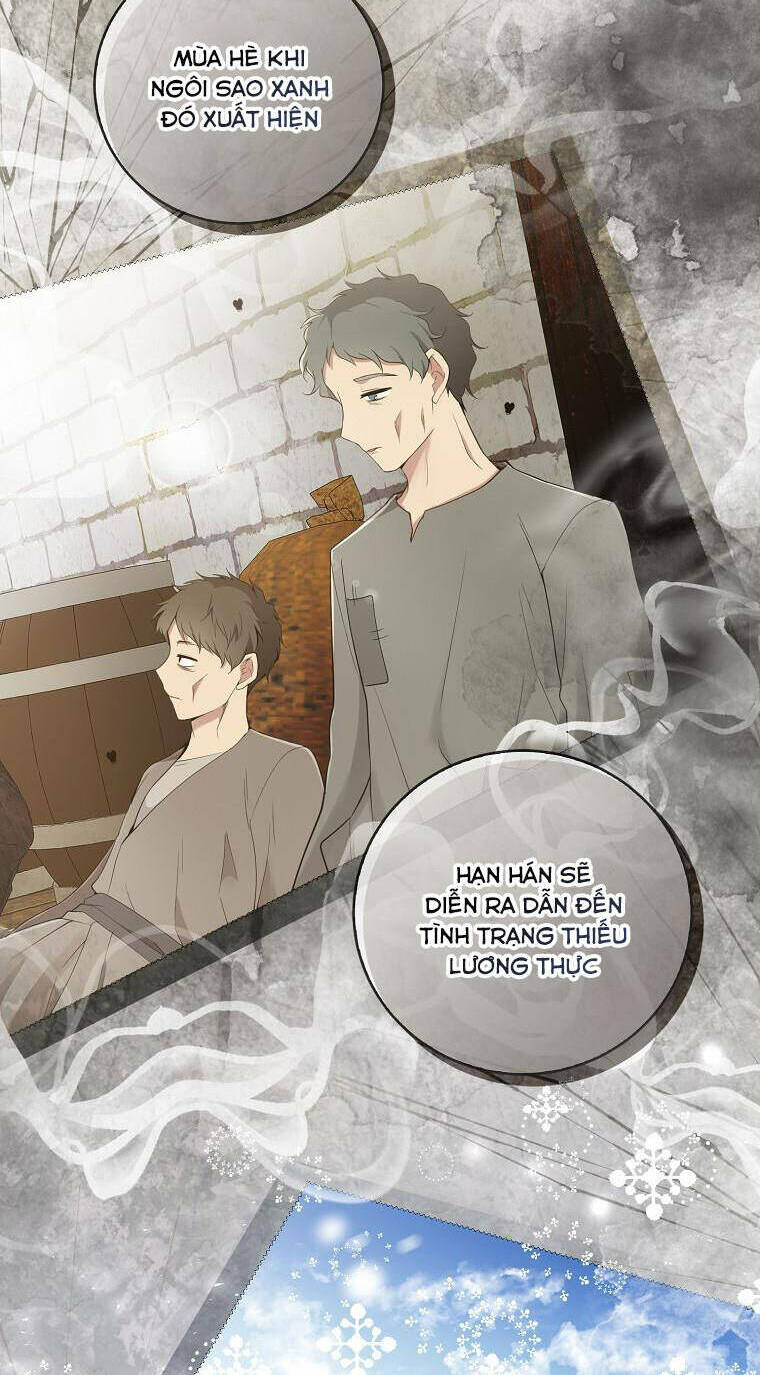 MÙA HÈ KHI
NGÔI SAO XANH
ĐÓ XUẤT HIỆN
HẠN HÁN SẼ
DIỄN RA DẪN ĐẾN
TÌNH TRẠNG THIẾU
LƯƠNG THỰC